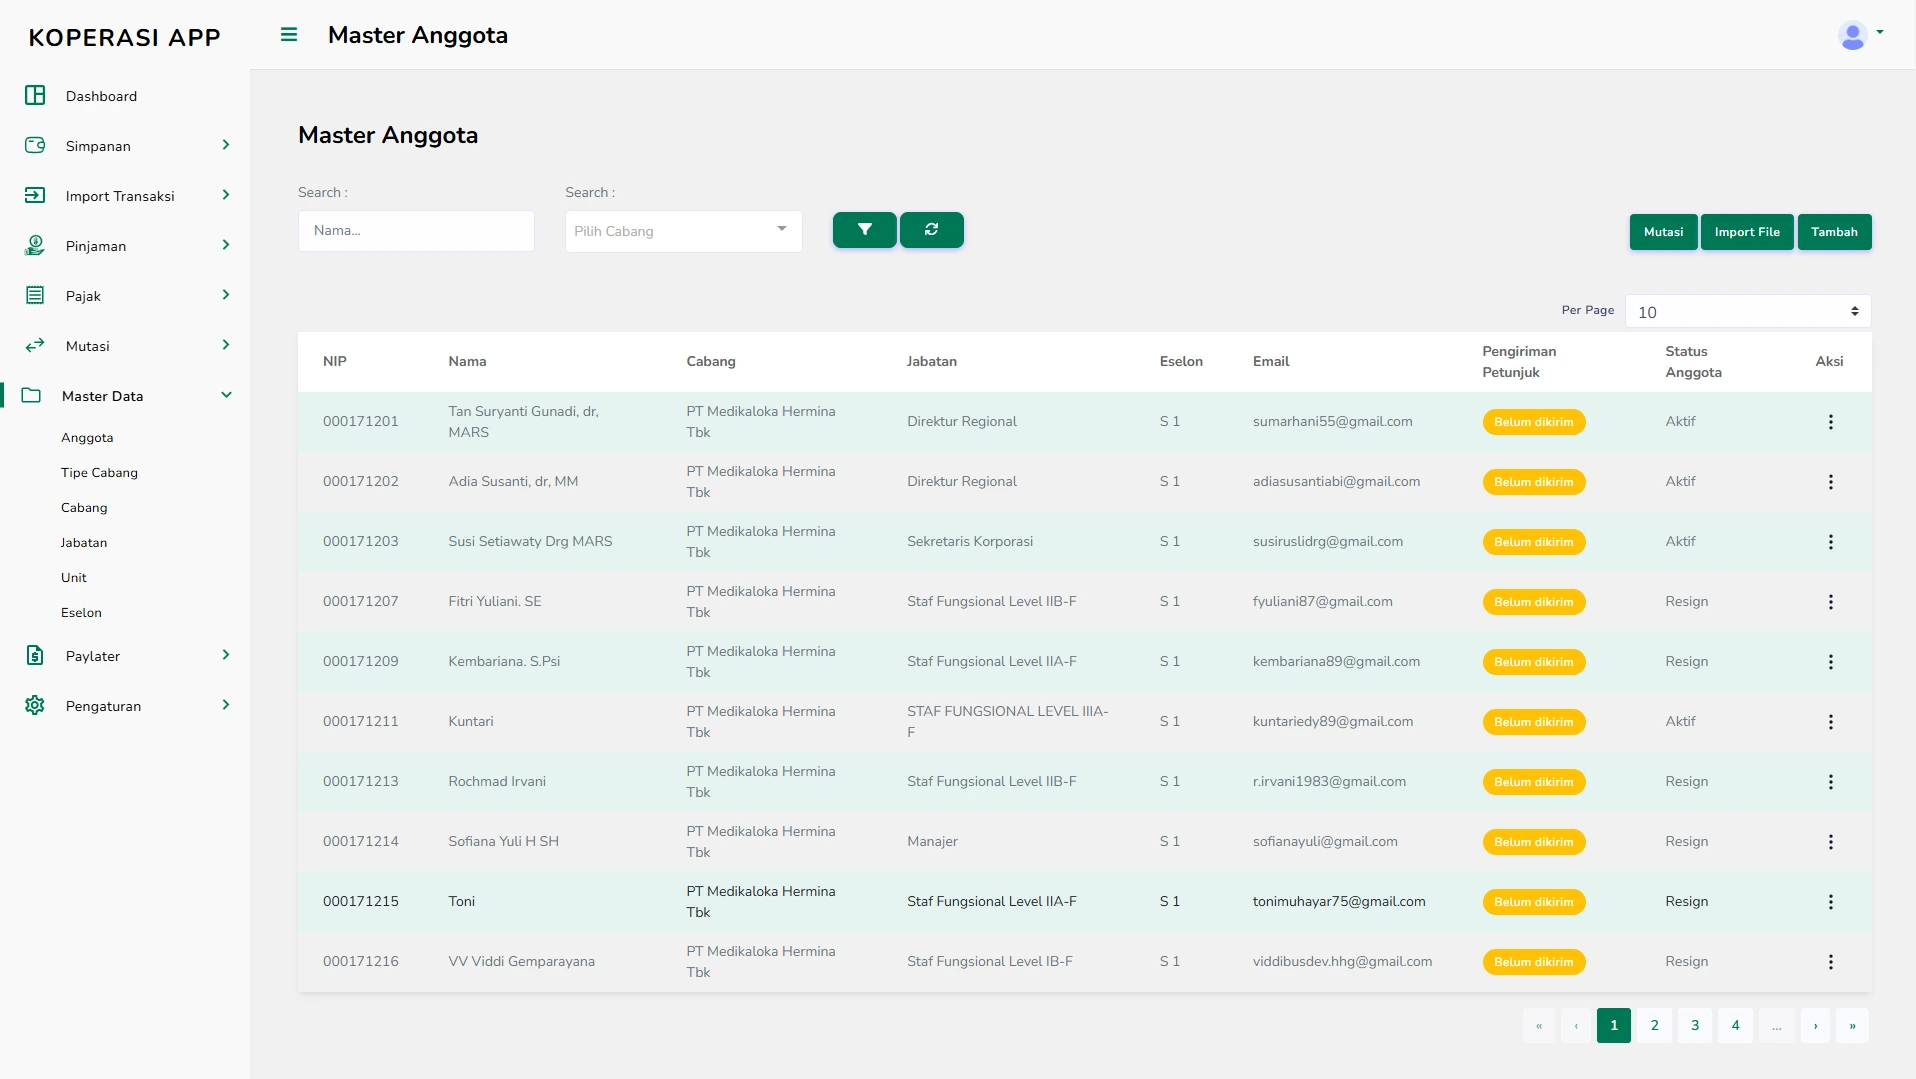 KOPERASI APP
Master Anggota
Dashboard
Simpanan
Import Transaksi
Pinjaman
Pajak
Mutasi
Master Data
Anggota
Tipe Cabang
Cabang
Jabatan
Unit
Eselon
Paylater
Pengaturan
Master Anggota
Search : Search :
Nama... Pilih Cabang
Mutasi Import File Tambah
Per Page 10
NIP Nama Cabang Jabatan Eselon Email Pengiriman Petunjuk Status Anggota Aksi
000171201 Tan Suryanti Gunadi, dr, MARS PT Medikaloka Hermina Tbk Direktur Regional S 1 sumarhani55@gmail.com Belum dikirim Aktif
000171202 Adia Susanti, dr, MM PT Medikaloka Hermina Tbk Direktur Regional S 1 adiasusantiabi@gmail.com Belum dikirim Aktif
000171203 Susi Setiawaty Drg MARS PT Medikaloka Hermina Tbk Sekretaris Korporasi S 1 susiruslidrg@gmail.com Belum dikirim Aktif
000171207 Fitri Yuliani. SE PT Medikaloka Hermina Tbk Staf Fungsional Level IIB-F S 1 fyuliani87@gmail.com Belum dikirim Resign
000171209 Kembariana. S.Psi PT Medikaloka Hermina Tbk Staf Fungsional Level IIA-F S 1 kembariana89@gmail.com Belum dikirim Resign
000171211 Kuntari PT Medikaloka Hermina Tbk STAF FUNGSIONAL LEVEL IIIA-F S 1 kuntariedy89@gmail.com Belum dikirim Aktif
000171213 Rochmad Irvani PT Medikaloka Hermina Tbk Staf Fungsional Level IIB-F S 1 r.irvani1983@gmail.com Belum dikirim Resign
000171214 Sofiana Yuli H SH PT Medikaloka Hermina Tbk Manajer S 1 sofianayuli@gmail.com Belum dikirim Resign
000171215 Toni PT Medikaloka Hermina Tbk Staf Fungsional Level IIA-F S 1 tonimuhayar75@gmail.com Belum dikirim Resign
000171216 VV Viddi Gemparayana PT Medikaloka Hermina Tbk Staf Fungsional Level IB-F S 1 viddibusdev.hhg@gmail.com Belum dikirim Resign
« ‹ 1 2 3 4 ... › »